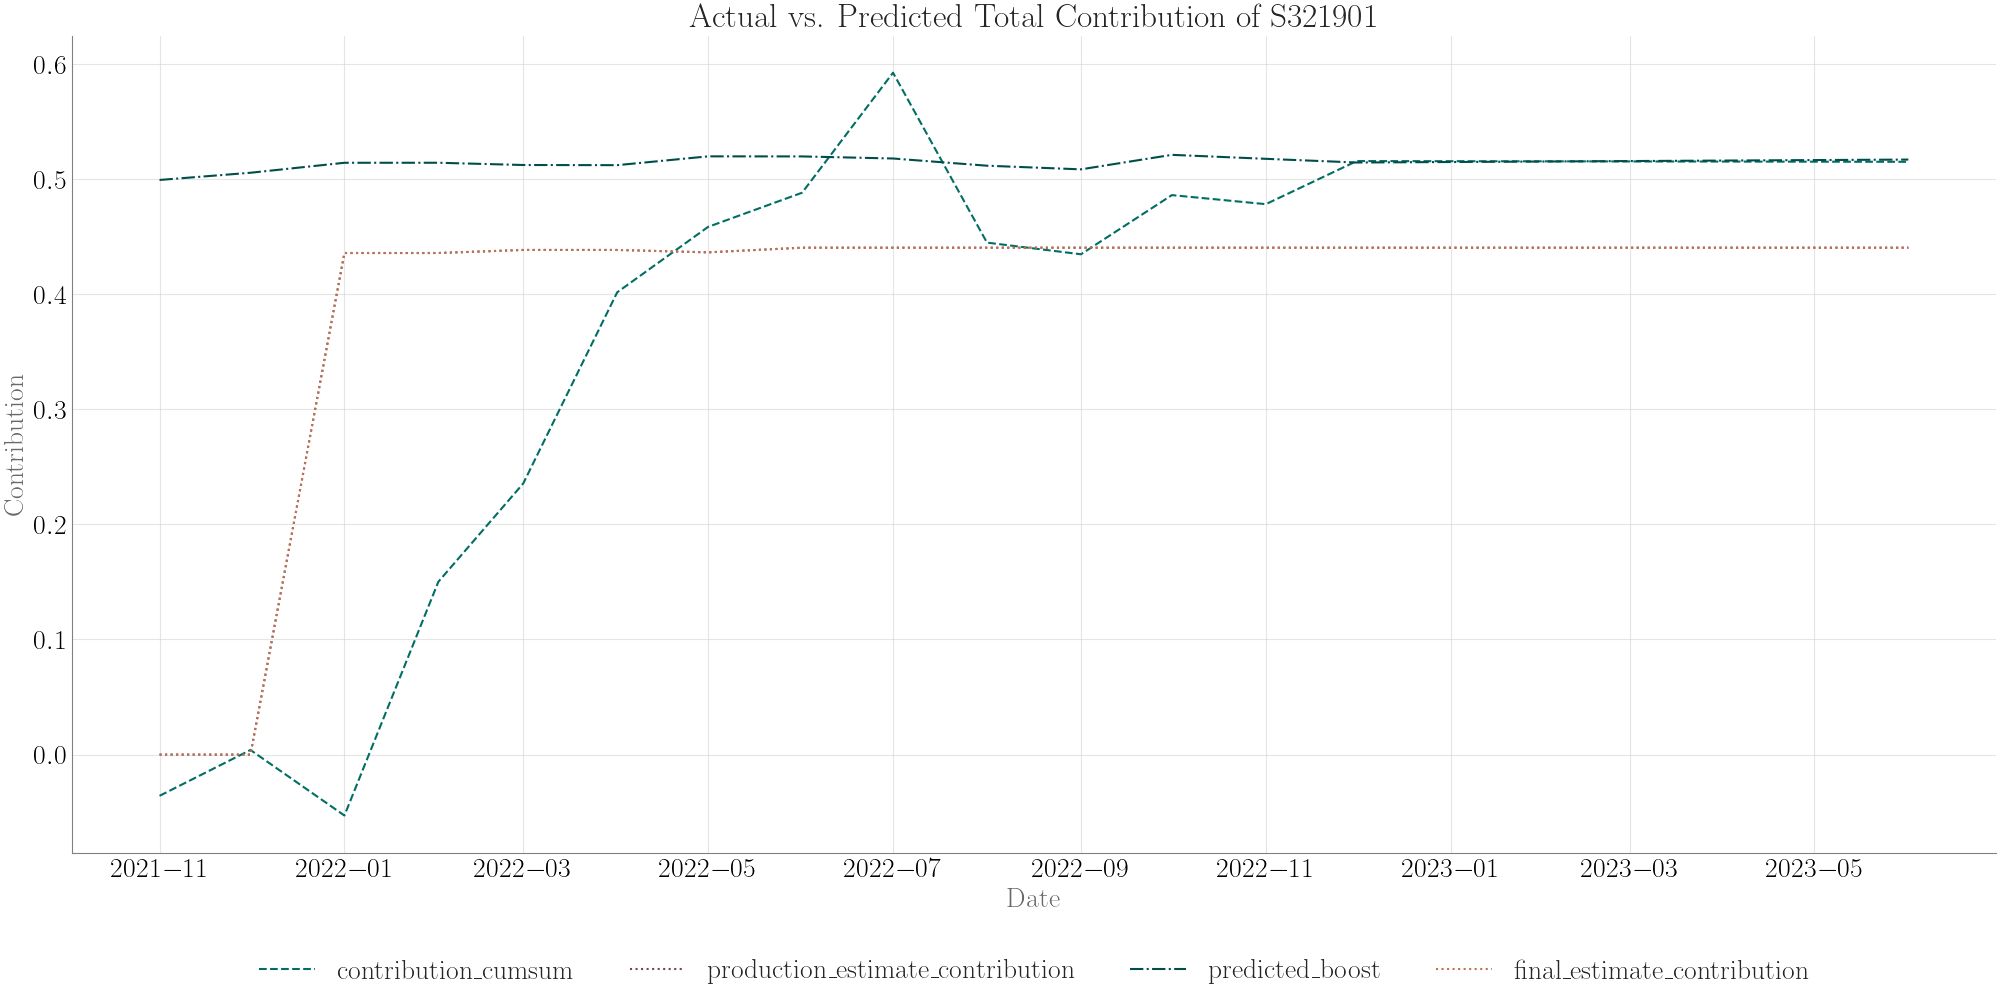 Actual vs. Predicted Total Contribution of S321901
0.6
0.5
0.4
0.3
0.2
0.1
0.0
Contribution
2021−11 2022−01 2022−03 2022−05 2022−07 2022−09 2022−11 2023−01 2023−03 2023−05
Date
contribution_cumsum production_estimate_contribution predicted_boost final_estimate_contribution